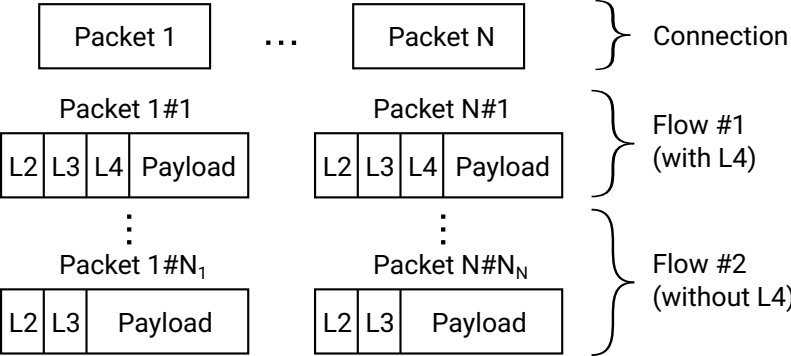 Packet 1 ... Packet N Connection
Packet 1#1 Packet N#1
Flow #1
(with L4)
L2 L3 L4 Payload L2 L3 L4 Payload
Packet 1#N₁ Packet N#N_N
Flow #2
(without L4)
L2 L3 Payload L2 L3 Payload